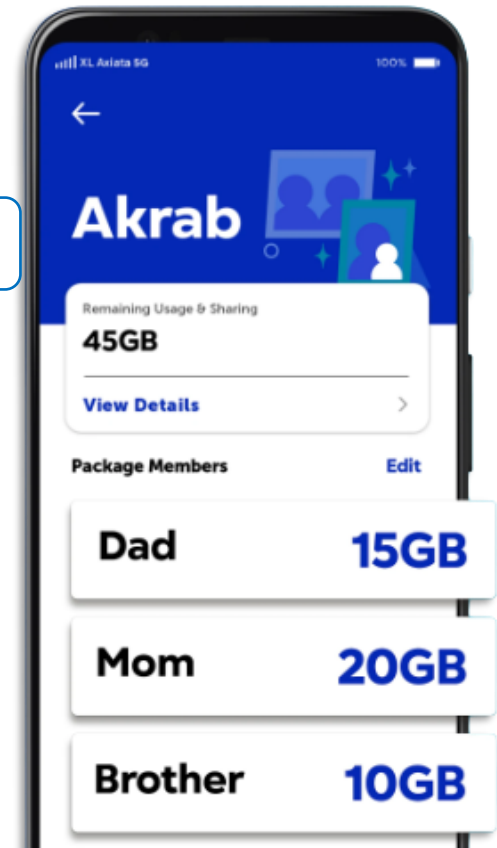 XL Axiata 5G 100%
Akrab
Remaining Usage & Sharing
45GB
View Details
Package Members Edit
Dad 15GB
Mom 20GB
Brother 10GB